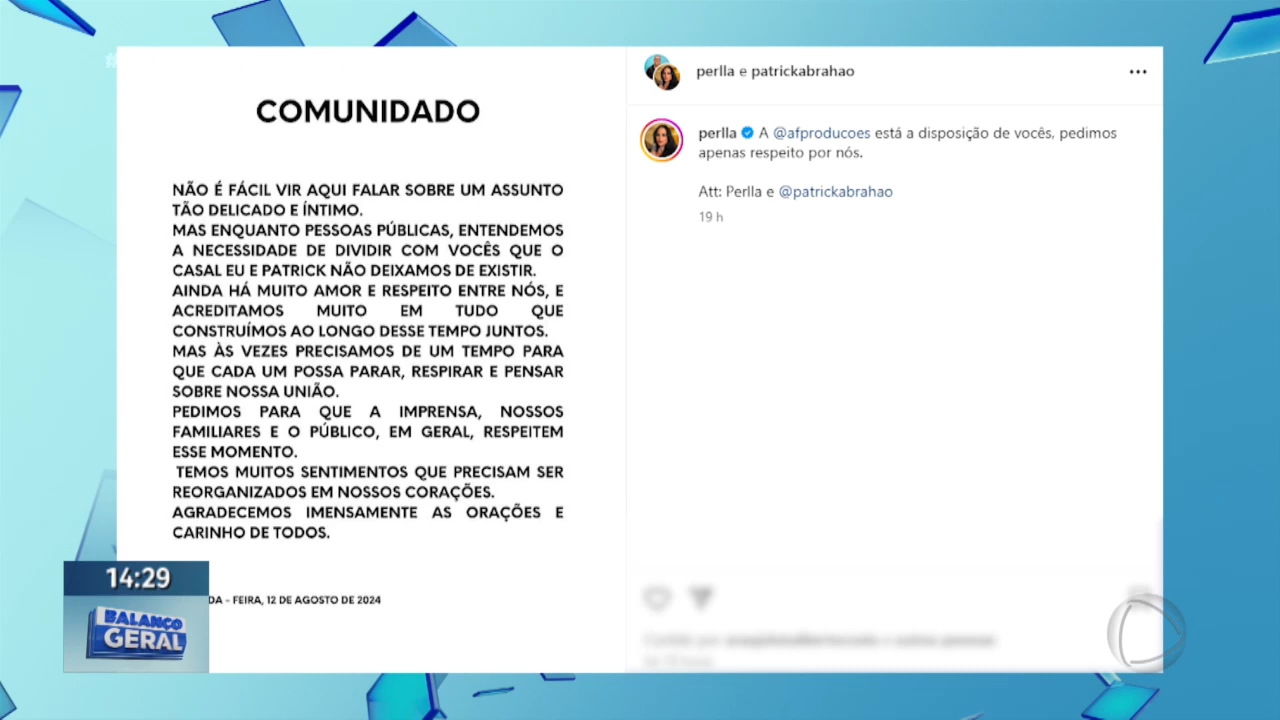 COMUNIDADO
NÃO É FÁCIL VIR AQUI FALAR SOBRE UM ASSUNTO
TÃO DELICADO E ÍNTIMO.
MAS ENQUANTO PESSOAS PÚBLICAS, ENTENDEMOS
A NECESSIDADE DE DIVIDIR COM VOCÊS QUE O
CASAL EU E PATRICK NÃO DEIXAMOS DE EXISTIR.
AINDA HÁ MUITO AMOR E RESPEITO ENTRE NÓS, E
ACREDITAMOS MUITO EM TUDO QUE
CONSTRUÍMOS AO LONGO DESSE TEMPO JUNTOS.
MAS ÀS VEZES PRECISAMOS DE UM TEMPO PARA
QUE CADA UM POSSA PARAR, RESPIRAR E PENSAR
SOBRE NOSSA UNIÃO.
PEDIMOS PARA QUE A IMPRENSA, NOSSOS
FAMILIARES E O PÚBLICO, EM GERAL, RESPEITEM
ESSE MOMENTO.
TEMOS MUITOS SENTIMENTOS QUE PRECISAM SER
REORGANIZADOS EM NOSSOS CORAÇÕES.
AGRADECEMOS IMENSAMENTE AS ORAÇÕES E
CARINHO DE TODOS.
DA - FEIRA, 12 DE AGOSTO DE 2024
perlla e patrickabrahao
perlla A @afproducoes está a disposição de vocês, pedimos
apenas respeito por nós.
Att: Perlla e @patrickabrahao
19 h
14:29
BALANÇO
GERAL